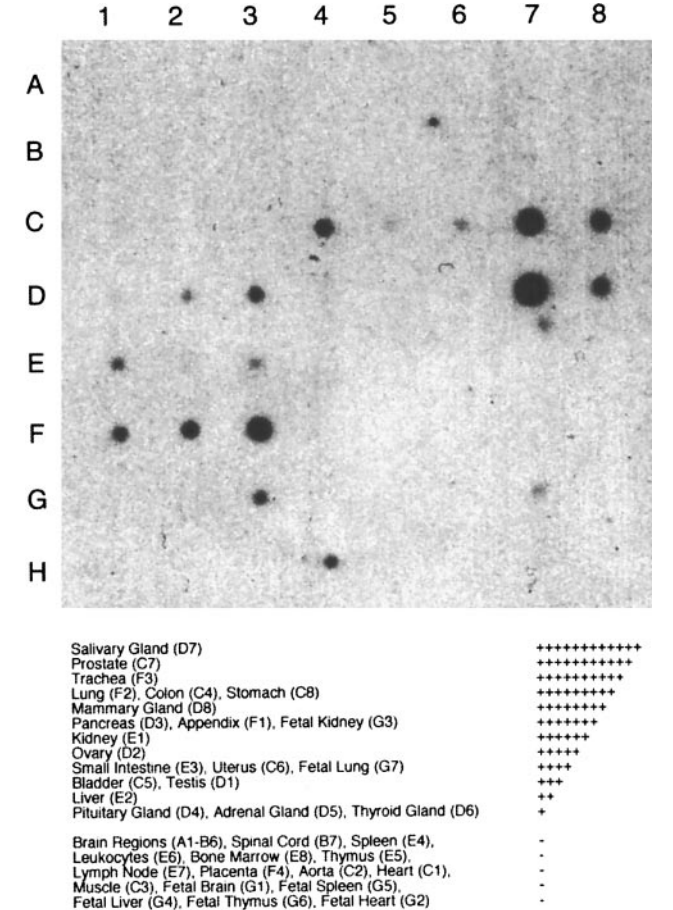 1 2 3 4 5 6 7 8
A
B
C
D
E
F
G
H
Salivary Gland (D7) ++++++++++++
Prostate (C7) +++++++++++
Trachea (F3) ++++++++++
Lung (F2), Colon (C4), Stomach (C8) +++++++++
Mammary Gland (D8) ++++++++
Pancreas (D3), Appendix (F1), Fetal Kidney (G3) +++++++
Kidney (E1) ++++++
Ovary (D2) +++++
Small Intestine (E3), Uterus (C6), Fetal Lung (G7) ++++
Bladder (C5), Testis (D1) +++
Liver (E2) ++
Pituitary Gland (D4), Adrenal Gland (D5), Thyroid Gland (D6) +
Brain Regions (A1-B6), Spinal Cord (B7), Spleen (E4), -
Leukocytes (E6), Bone Marrow (E8), Thymus (E5), -
Lymph Node (E7), Placenta (F4), Aorta (C2), Heart (C1), -
Muscle (C3), Fetal Brain (G1), Fetal Spleen (G5), -
Fetal Liver (G4), Fetal Thymus (G6), Fetal Heart (G2) -